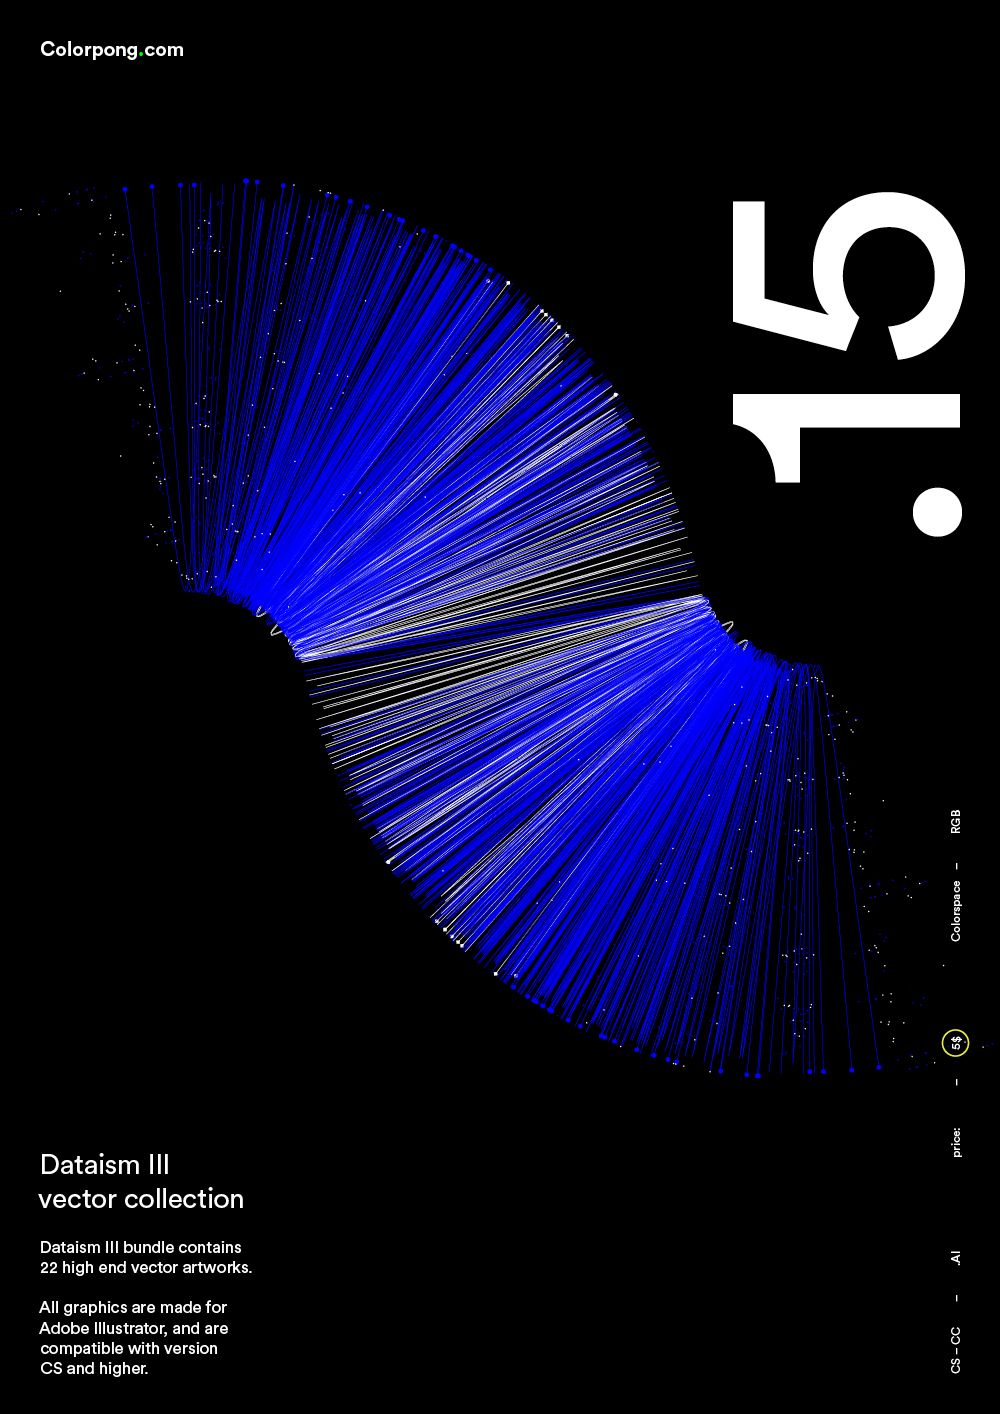 Colorpong.com
.15
Dataism III
vector collection
Dataism III bundle contains
22 high end vector artworks.
All graphics are made for
Adobe Illustrator, and are
compatible with version
CS and higher.
CS – CC – .AI
price: – 5$
Colorspace – RGB